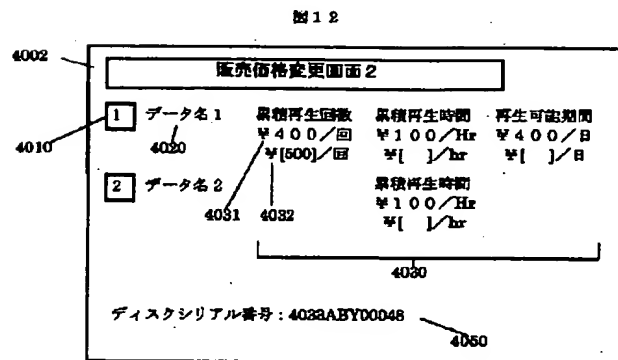 図12
4002
販売価格変更画面2
1 データ名1 累積再生回数 累積再生時間 再生可能期間
4010 4020 ¥400/回 ¥100/Hr ¥400/日
¥[500]/回 ¥[ ]/hr ¥[ ]/日
2 データ名2 累積再生時間
4031 4032 ¥100/Hr
¥[ ]/hr
4030
ディスクシリアル番号:4033ABY00048
4050